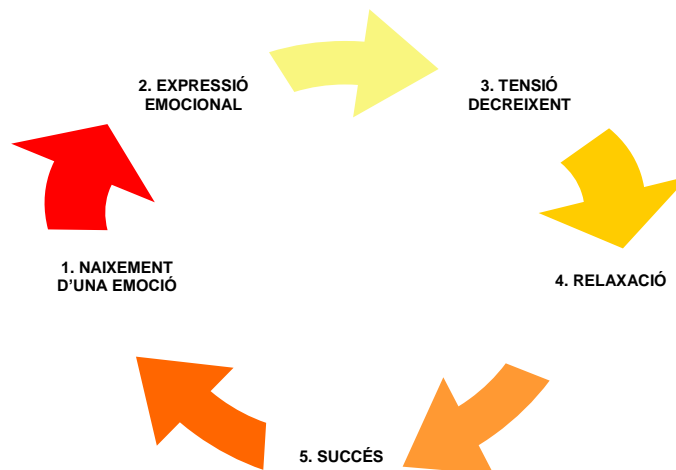 1. NAIXEMENT
D'UNA EMOCIÓ
2. EXPRESSIÓ
EMOCIONAL
3. TENSIÓ
DECREIXENT
4. RELAXACIÓ
5. SUCCÉS